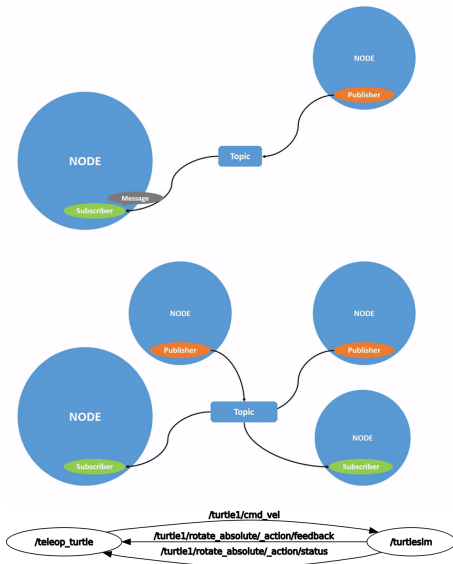 NODE
Publisher
Topic
NODE
Message
Subscriber
NODE
NODE
Publisher
Publisher
NODE
Topic
NODE
Subscriber
Subscriber
/turtle1/cmd_vel
/teleop_turtle
/turtle1/rotate_absolute/_action/feedback
/turtlesim
/turtle1/rotate_absolute/_action/status